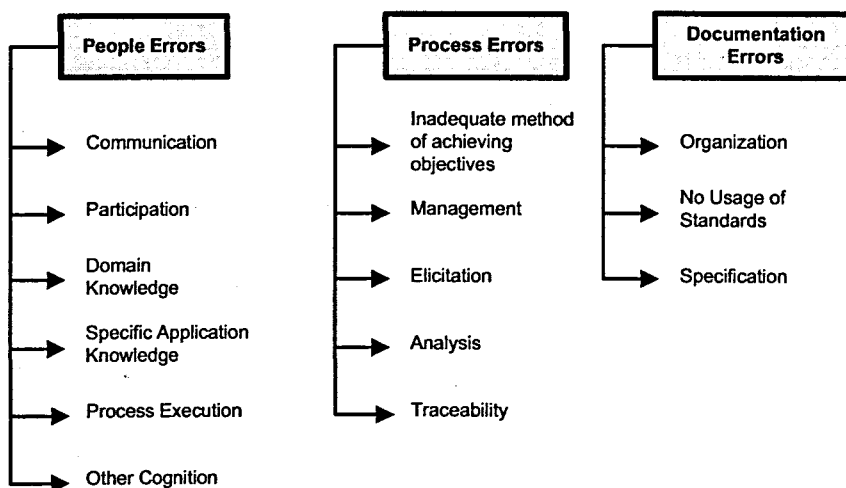 People Errors
Communication
Participation
Domain
Knowledge
Specific Application
Knowledge
Process Execution
Other Cognition
Process Errors
Inadequate method
of achieving
objectives
Management
Elicitation
Analysis
Traceability
Documentation
Errors
Organization
No Usage of
Standards
Specification